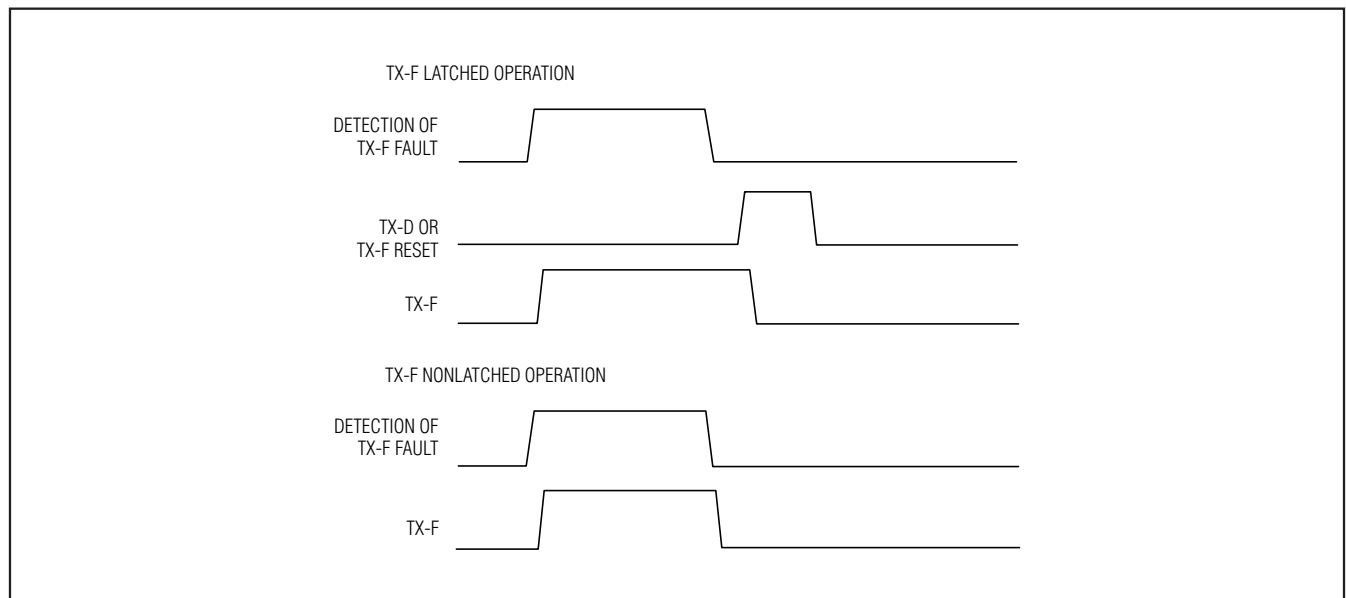 TX-F LATCHED OPERATION
DETECTION OF
TX-F FAULT
TX-D OR
TX-F RESET
TX-F
TX-F NONLATCHED OPERATION
DETECTION OF
TX-F FAULT
TX-F